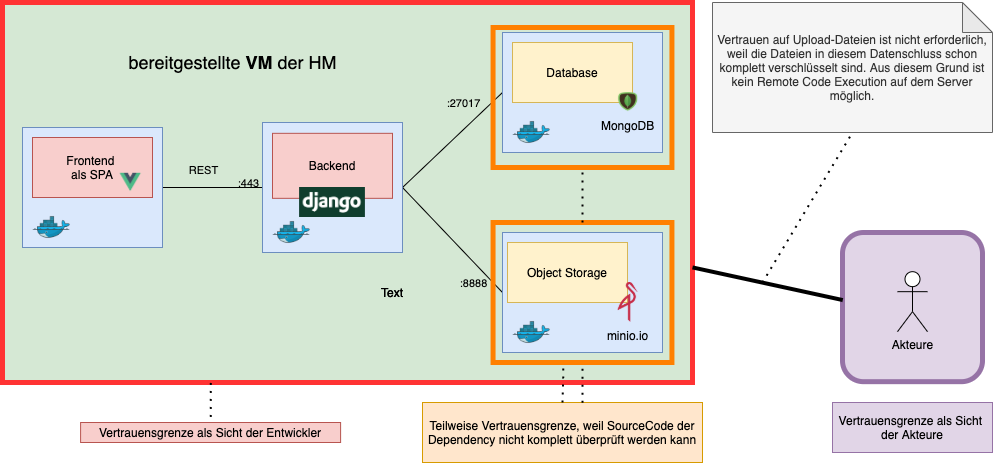 bereitgestellte VM der HM
Frontend
als SPA
REST
:443
Backend
django
:27017
Database
MongoDB
:8888
Object Storage
minio.io
Text
Vertrauen auf Upload-Dateien ist nicht erforderlich,
weil die Dateien in diesem Datenschluss schon
komplett verschlüsselt sind. Aus diesem Grund ist
kein Remote Code Execution auf dem Server
möglich.
Akteure
Vertrauensgrenze als Sicht der Entwickler
Teilweise Vertrauensgrenze, weil SourceCode der
Dependency nicht komplett überprüft werden kann
Vertrauensgrenze als Sicht
der Akteure